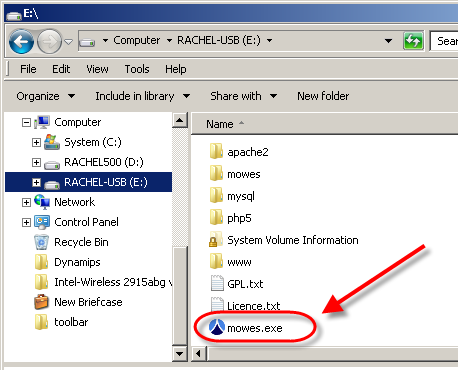 E:\
Computer ▸ RACHEL-USB (E:) ▸
File Edit View Tools Help
Organize ▾ Include in library ▾ Share with ▾ New folder
Computer
System (C:)
RACHEL500 (D:)
RACHEL-USB (E:)
Network
Control Panel
Recycle Bin
Dynamips
Intel-Wireless 2915abg
New Briefcase
toolbar
Name
apache2
mowes
mysql
php5
System Volume Information
www
GPL.txt
Licence.txt
mowes.exe